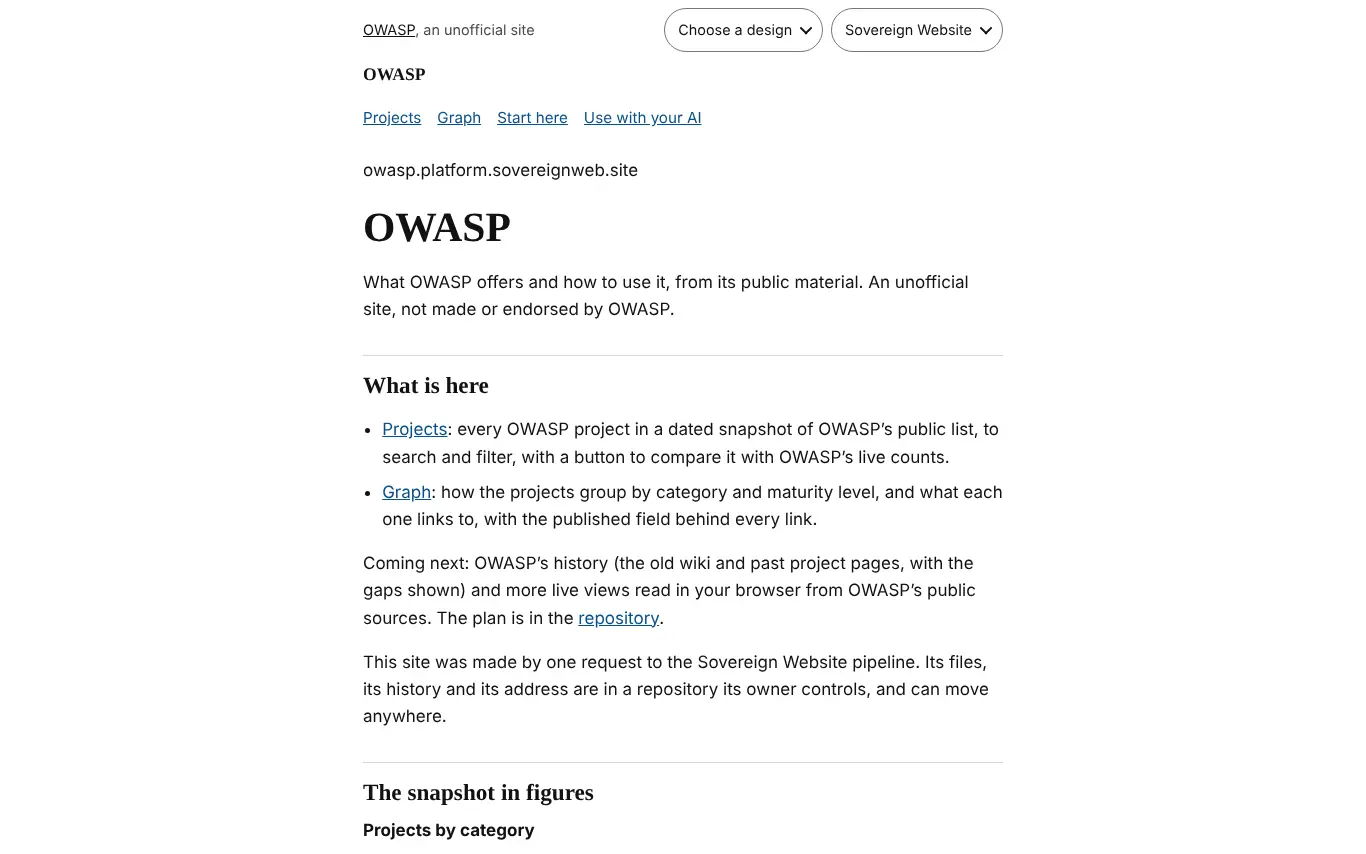 OWASP, an unofficial site
Choose a design
Sovereign Website
OWASP
Projects Graph Start here Use with your AI
owasp.platform.sovereignweb.site
OWASP
What OWASP offers and how to use it, from its public material. An unofficial
site, not made or endorsed by OWASP.
What is here
• Projects: every OWASP project in a dated snapshot of OWASP’s public list, to
search and filter, with a button to compare it with OWASP’s live counts.
• Graph: how the projects group by category and maturity level, and what each
one links to, with the published field behind every link.
Coming next: OWASP’s history (the old wiki and past project pages, with the
gaps shown) and more live views read in your browser from OWASP’s public
sources. The plan is in the repository.
This site was made by one request to the Sovereign Website pipeline. Its files,
its history and its address are in a repository its owner controls, and can move
anywhere.
The snapshot in figures
Projects by category